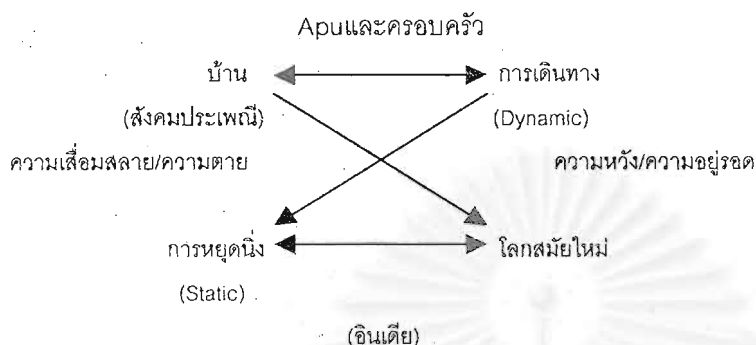 Apuและครอบครัว
บ้าน การเดินทาง
(สังคมประเพณี) (Dynamic)
ความเสื่อมสลาย/ความตาย ความหวัง/ความอยู่รอด
การหยุดนิ่ง โลกสมัยใหม่
(Static)
(อินเดีย)